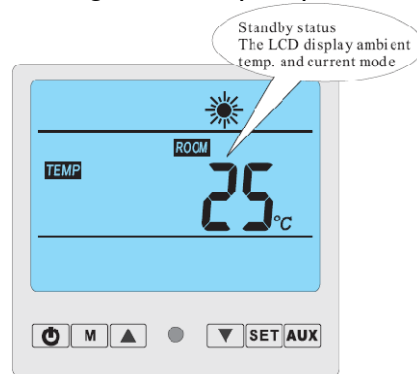 Standby status
The LCD display ambient
temp. and current mode
ROOM
TEMP
25°C
M
SET
AUX